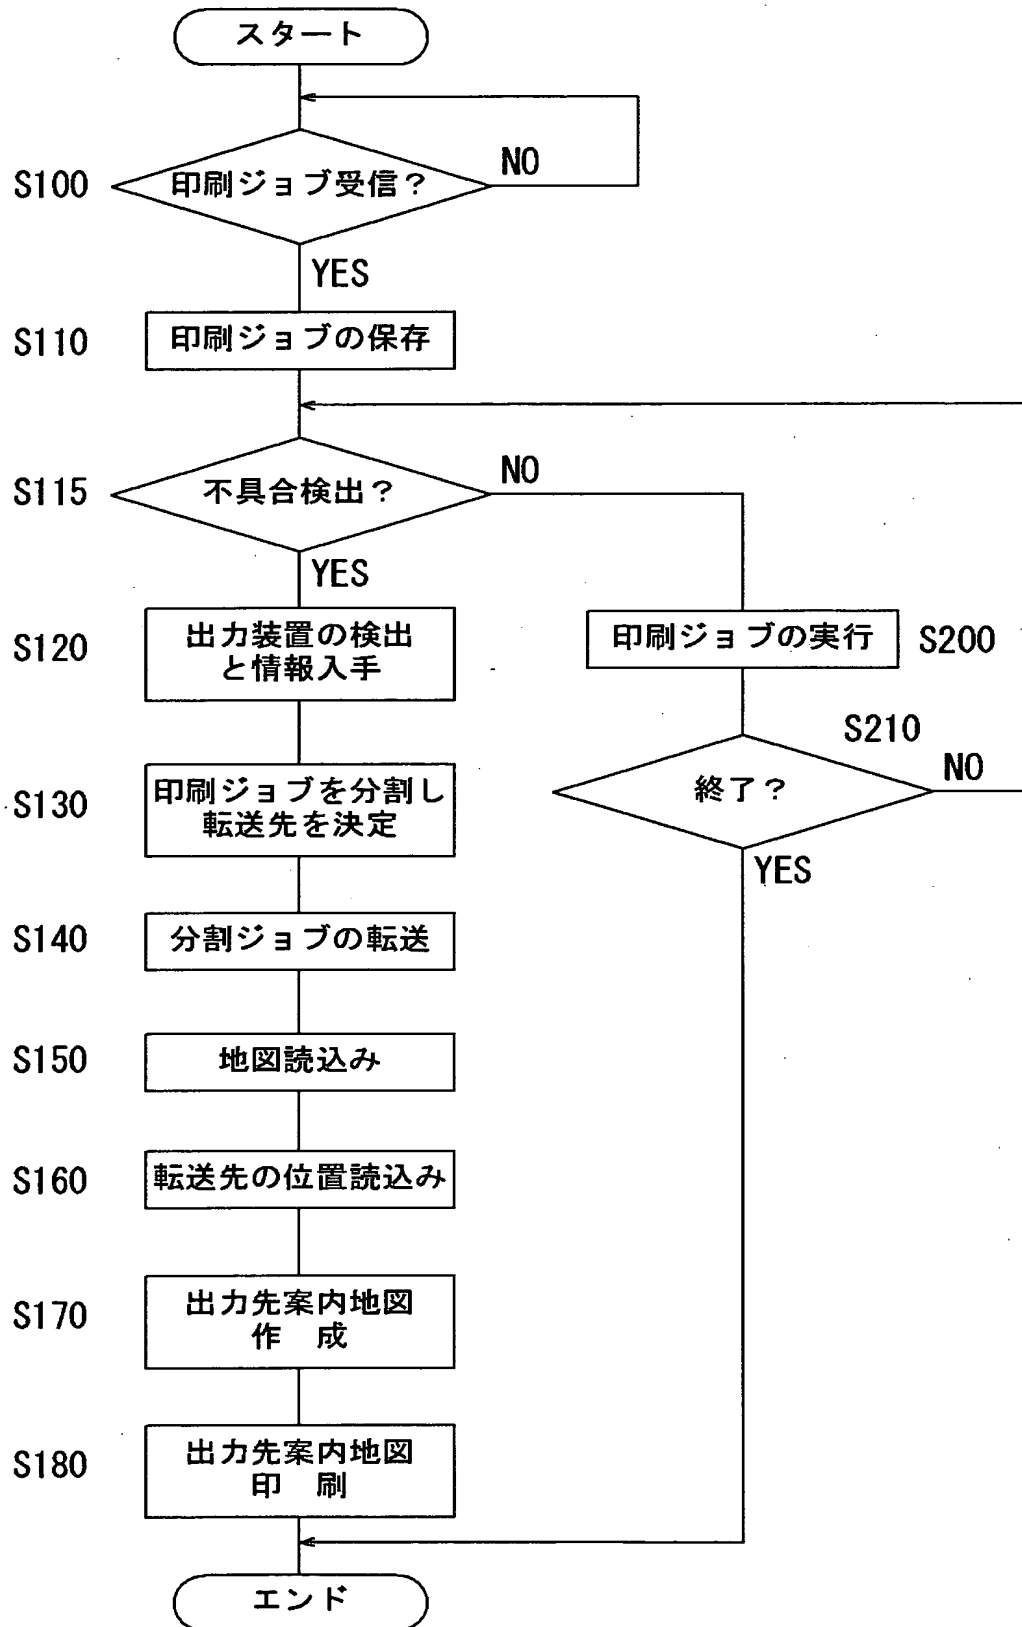 スタート
S100
印刷ジョブ受信？
NO
YES
S110
印刷ジョブの保存
S115
不具合検出？
NO
YES
S120
出力装置の検出
と情報入手
印刷ジョブの実行
S200
S210
終了？
NO
YES
S130
印刷ジョブを分割し
転送先を決定
S140
分割ジョブの転送
S150
地図読込み
S160
転送先の位置読込み
S170
出力先案内地図
作　成
S180
出力先案内地図
印　刷
エンド